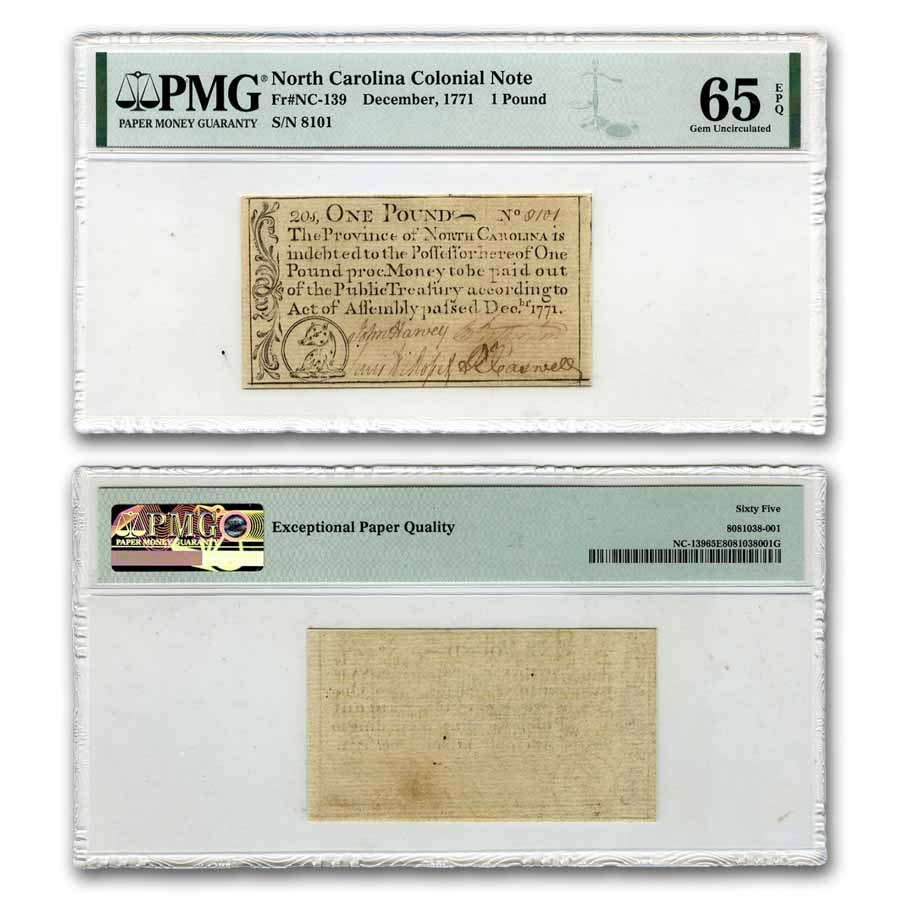 PMG®
PAPER MONEY GUARANTY
North Carolina Colonial Note
Fr#NC-139 December, 1771 1 Pound
S/N 8101
65 EPQ
Gem Uncirculated
20s, ONE POUND No 8101
The Province of NORTH CAROLINA is
indebted to the Poſſeſſor hereof One
Pound proc. Money to be paid out
of the Public Treaſury according to
Act of Aſſembly paſſed Dec.br 1771.
John Harvey
Caswell
PMG
PAPER MONEY GUARANTY
Exceptional Paper Quality
Sixty Five
8081038-001
NC-13965E8081038001G